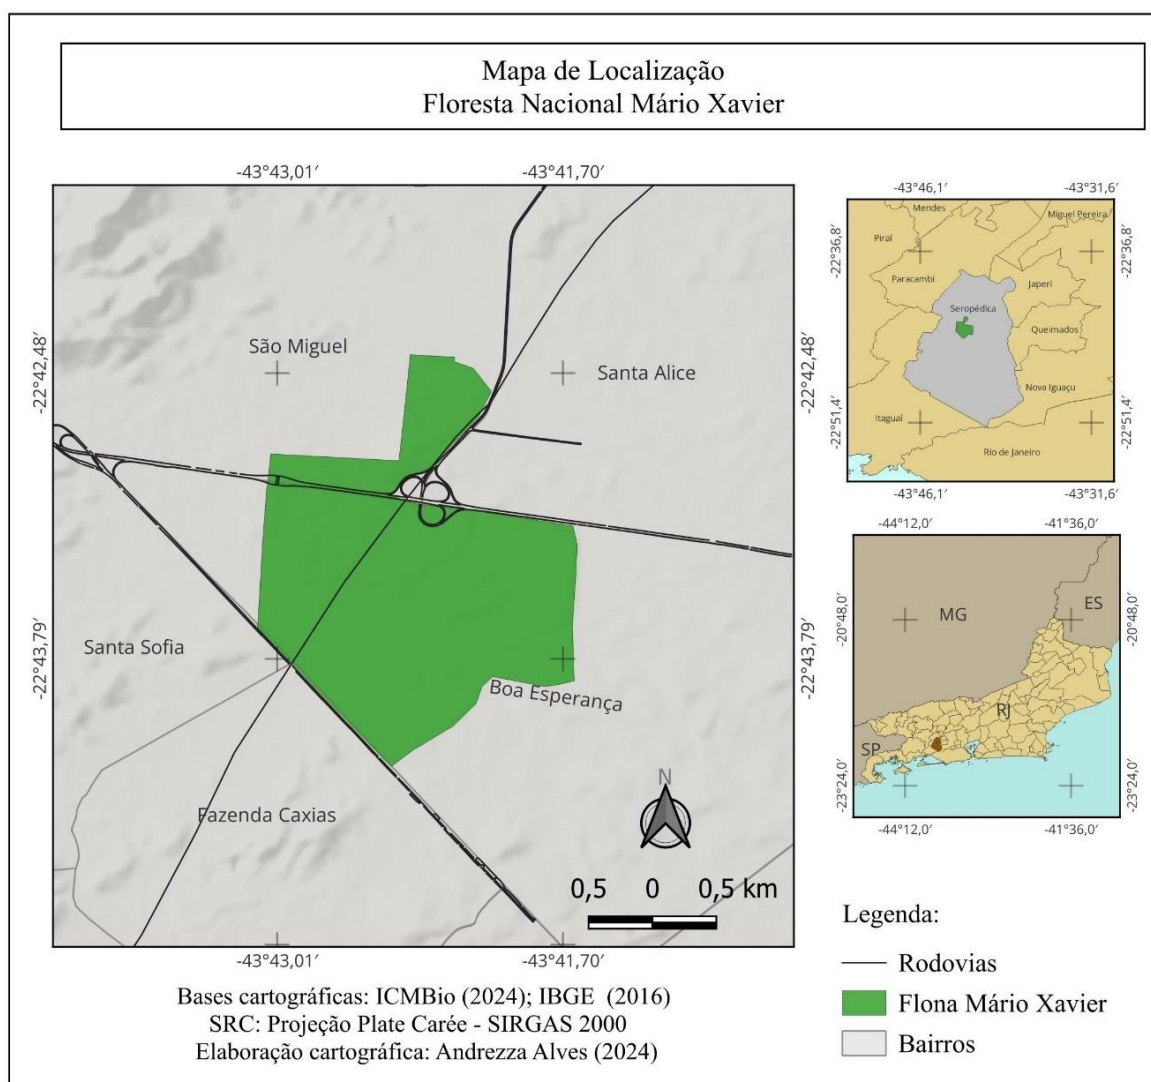 Mapa de Localização
Floresta Nacional Mário Xavier
-43°43,01′ -43°41,70′
-22°42,48′ -22°42,48′
-22°43,79′ -22°43,79′
São Miguel
Santa Alice
Santa Sofia
Boa Esperança
Fazenda Caxias
N
0,5 0 0,5 km
-43°43,01′ -43°41,70′
Bases cartográficas: ICMBio (2024); IBGE (2016)
SRC: Projeção Plate Carée - SIRGAS 2000
Elaboração cartográfica: Andrezza Alves (2024)
-43°46,1′ -43°31,6′
-22°36,8′ -22°36,8′
-22°51,4′ -22°51,4′
Mendes
Miguel Pereira
Piraí
Paracambi
Japeri
Seropédica
Queimados
Nova Iguaçu
Itaguaí
Rio de Janeiro
-43°46,1′ -43°31,6′
-44°12,0′ -41°36,0′
-20°48,0′ -20°48,0′
-23°24,0′ -23°24,0′
MG
ES
RJ
SP
-44°12,0′ -41°36,0′
Legenda:
Rodovias
Flona Mário Xavier
Bairros